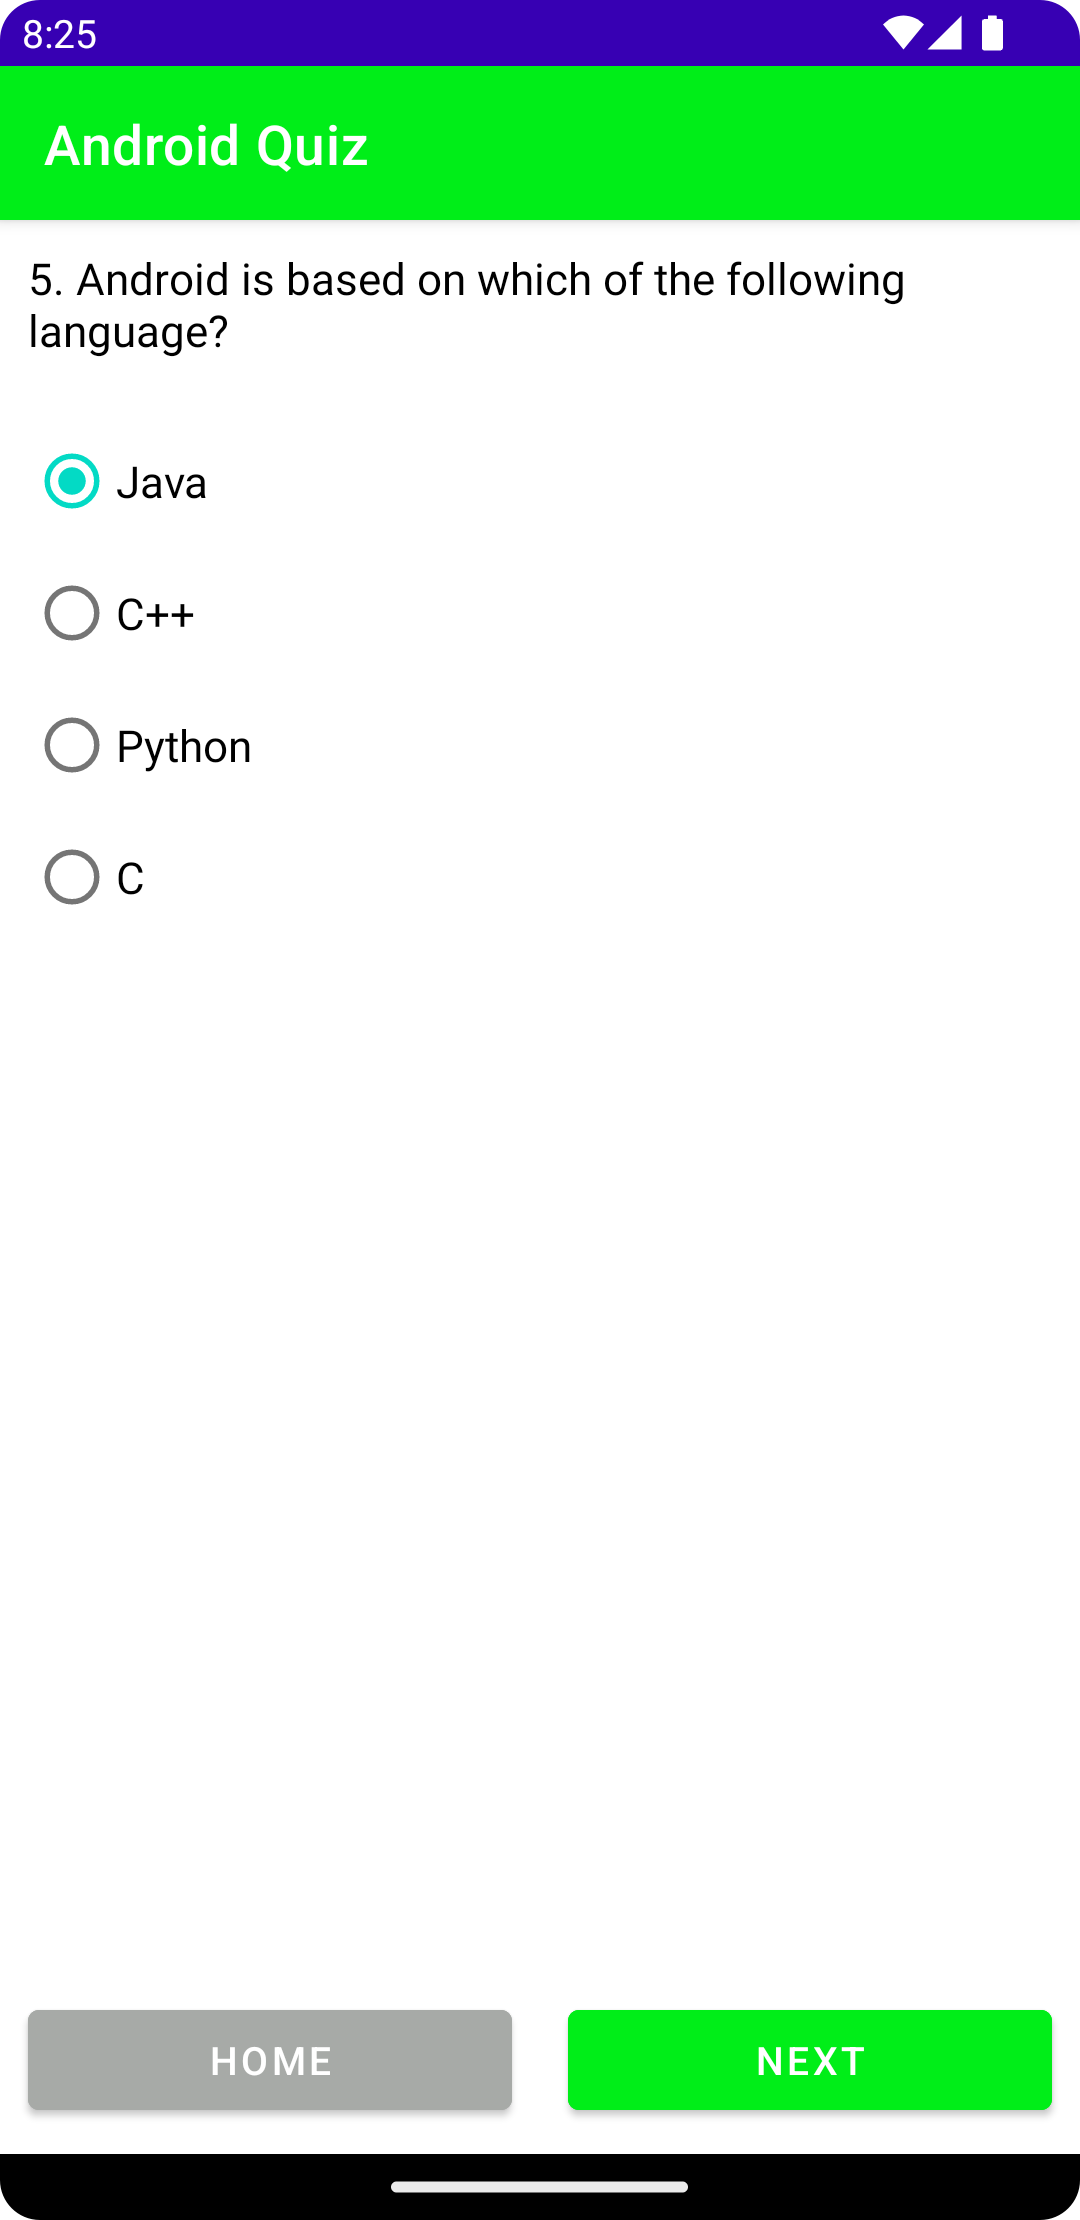 8:25
Android Quiz
5. Android is based on which of the following
language?
Java
C++
Python
C
HOME
NEXT